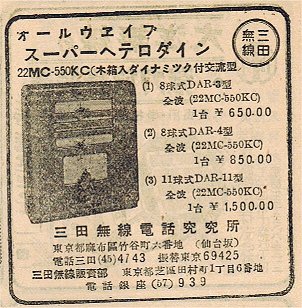 オールウヱイブ
スーパーヘテロダイン
三田
無線
22MC-550KC(木箱入ダイナミツク付交流型
(1) 8球式DAR-3型
全波 (22MC-550KC)
1台 ￥650.00
(2) 8球式DAR-4型
全波 (22MC-550KC)
1台 ￥850.00
(3) 11球式DAR-11型
全波 (22MC-550KC)
1台 ￥1,500.00
三田無線電話究究所
東京都麻布區竹谷町六番地 (仙台坂)
電話三田(45)4743 振替東京69425
三田無線販賣部 東京都芝區田村町1丁目6番地
電話銀座(57)939